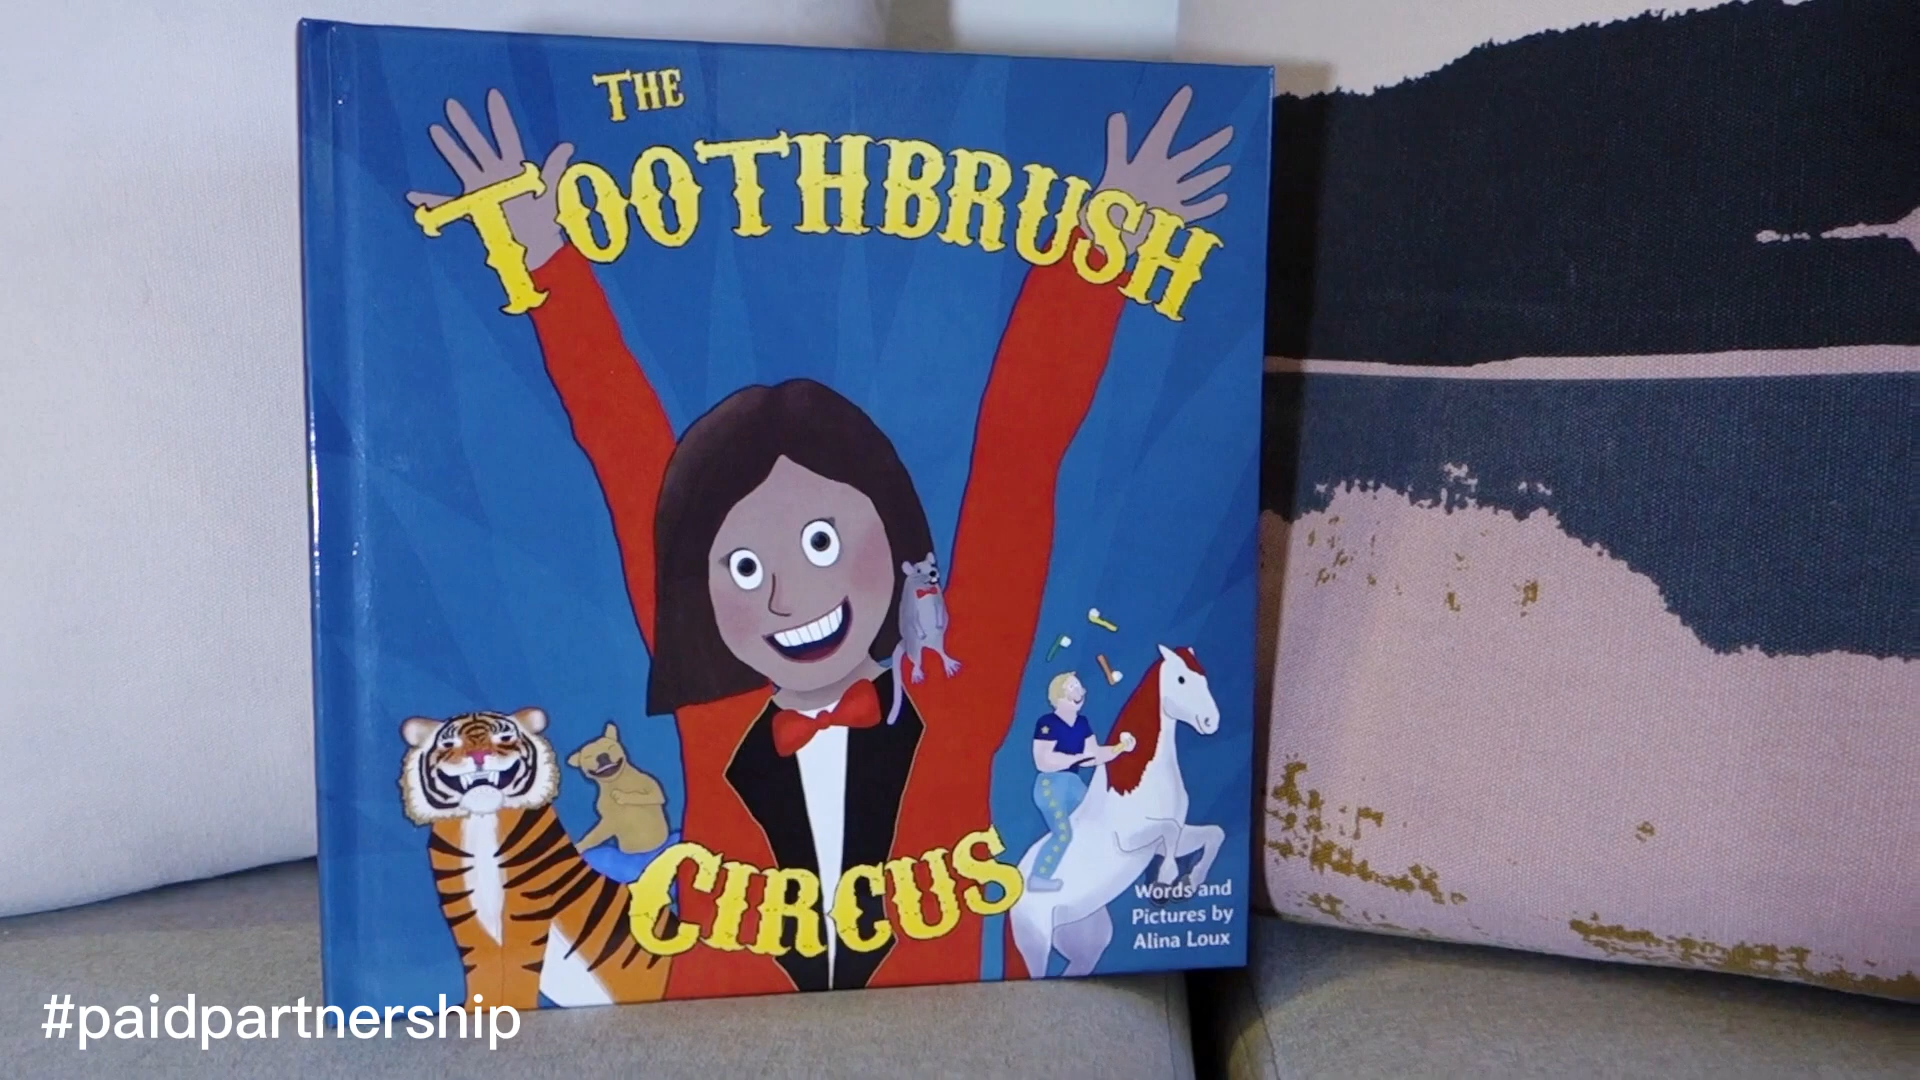 THE
TOOTHBRUSH
CIRCUS
Words and
Pictures by
Alina Loux
#paidpartnership